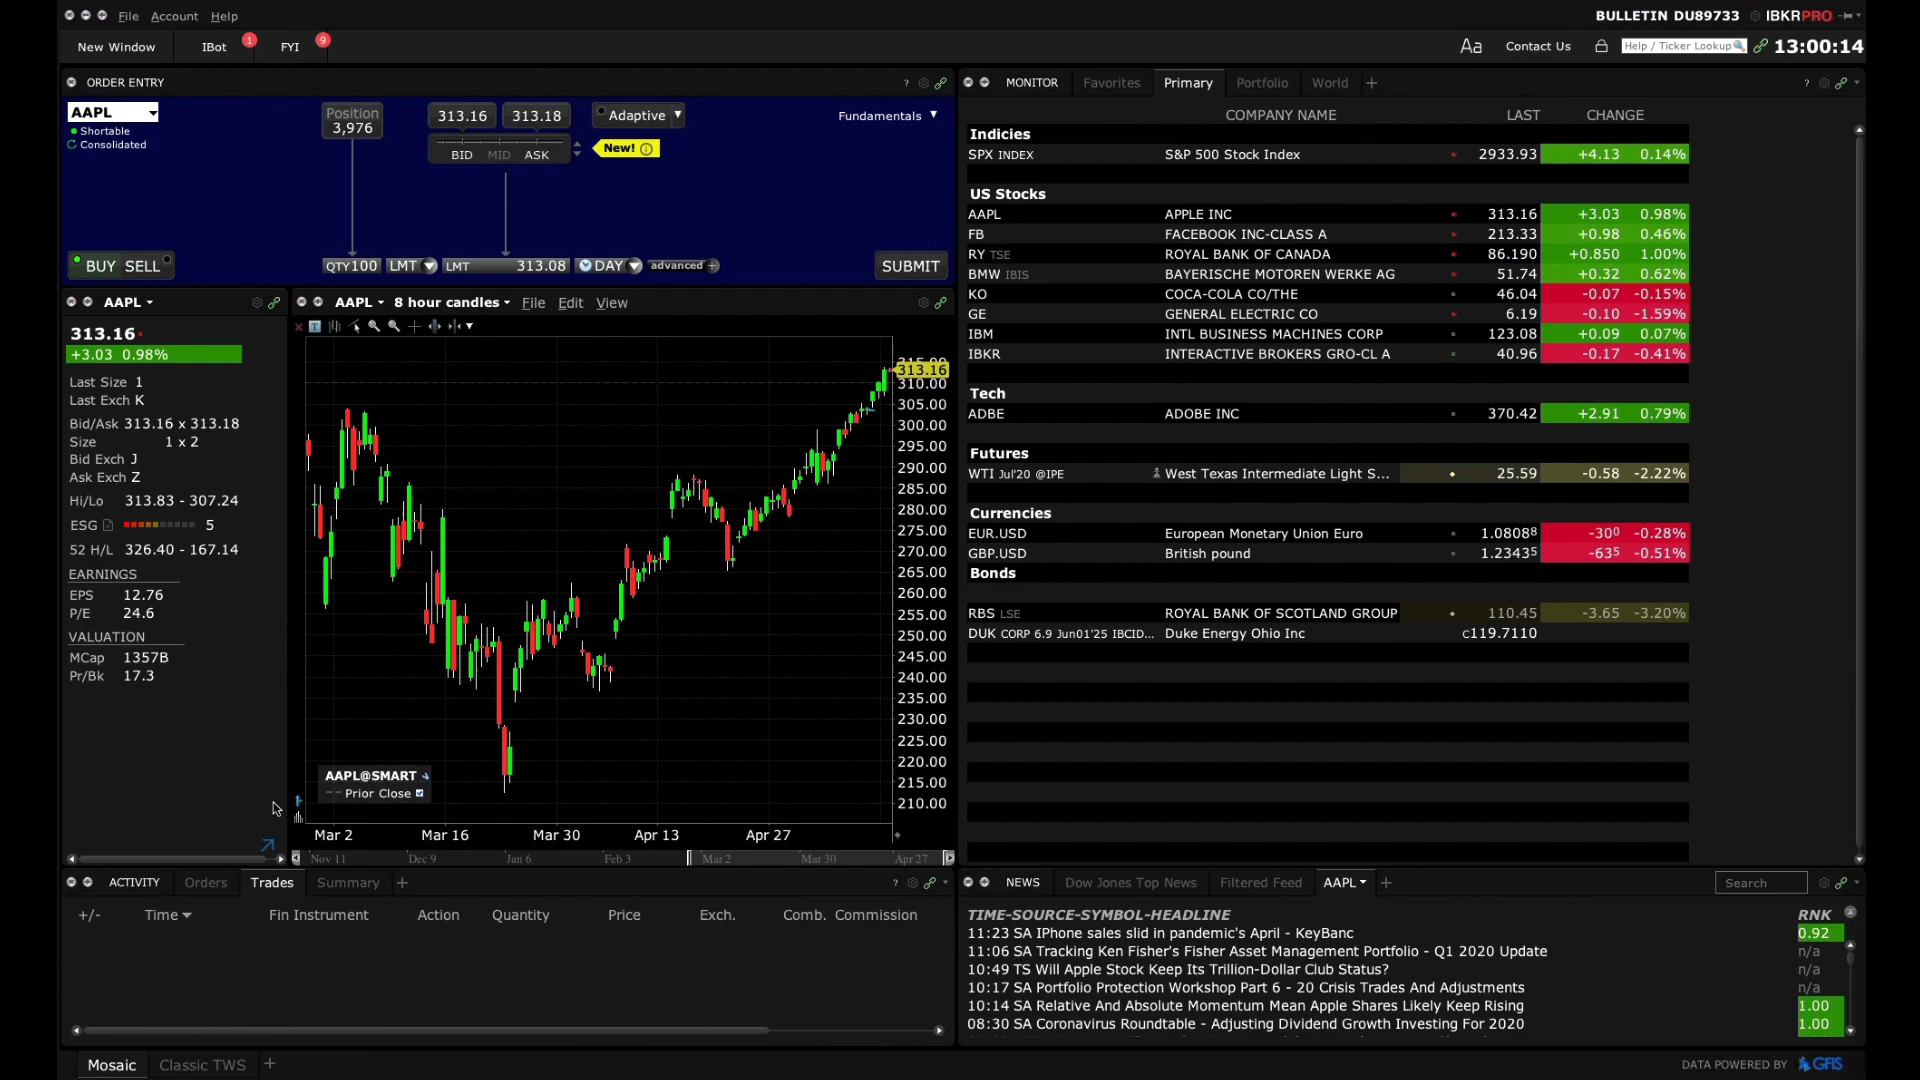 File Account Help
BULLETIN DU89733 IBKRPRO
New Window IBot 1 FYI 9
Aa Contact Us Help / Ticker Lookup 13:00:14
ORDER ENTRY ?
AAPL
Shortable
Consolidated
Position
3,976
313.16 313.18
BID MID ASK
Adaptive
New!
Fundamentals
BUY SELL
QTY100 LMT LMT 313.08 DAY advanced
SUBMIT
AAPL
313.16
+3.03 0.98%
Last Size 1
Last Exch K
Bid/Ask 313.16 x 313.18
Size 1 x 2
Bid Exch J
Ask Exch Z
Hi/Lo 313.83 - 307.24
ESG 5
52 H/L 326.40 - 167.14
EARNINGS
EPS 12.76
P/E 24.6
VALUATION
MCap 1357B
Pr/Bk 17.3
AAPL 8 hour candles File Edit View
315.00
313.16
310.00
305.00
300.00
295.00
290.00
285.00
280.00
275.00
270.00
265.00
260.00
255.00
250.00
245.00
240.00
235.00
230.00
225.00
220.00
215.00
210.00
AAPL@SMART
Prior Close
Mar 2 Mar 16 Mar 30 Apr 13 Apr 27
Nov 11 Dec 9 Jan 6 Feb 3 Mar 2 Mar 30 Apr 27
MONITOR Favorites Primary Portfolio World + ?
COMPANY NAME LAST CHANGE
Indicies
SPX INDEX S&P 500 Stock Index 2933.93 +4.13 0.14%
US Stocks
AAPL APPLE INC 313.16 +3.03 0.98%
FB FACEBOOK INC-CLASS A 213.33 +0.98 0.46%
RY TSE ROYAL BANK OF CANADA 86.190 +0.850 1.00%
BMW IBIS BAYERISCHE MOTOREN WERKE AG 51.74 +0.32 0.62%
KO COCA-COLA CO/THE 46.04 -0.07 -0.15%
GE GENERAL ELECTRIC CO 6.19 -0.10 -1.59%
IBM INTL BUSINESS MACHINES CORP 123.08 +0.09 0.07%
IBKR INTERACTIVE BROKERS GRO-CL A 40.96 -0.17 -0.41%
Tech
ADBE ADOBE INC 370.42 +2.91 0.79%
Futures
WTI Jul'20 @IPE West Texas Intermediate Light S... 25.59 -0.58 -2.22%
Currencies
EUR.USD European Monetary Union Euro 1.08088 -300 -0.28%
GBP.USD British pound 1.23435 -635 -0.51%
Bonds
RBS LSE ROYAL BANK OF SCOTLAND GROUP 110.45 -3.65 -3.20%
DUK CORP 6.9 Jun01'25 IBCID... Duke Energy Ohio Inc C119.7110
ACTIVITY Orders Trades Summary + ?
+/- Time Fin Instrument Action Quantity Price Exch. Comb. Commission
NEWS Dow Jones Top News Filtered Feed AAPL + Search
TIME-SOURCE-SYMBOL-HEADLINE RNK
11:23 SA IPhone sales slid in pandemic's April - KeyBanc 0.92
11:06 SA Tracking Ken Fisher's Fisher Asset Management Portfolio - Q1 2020 Update n/a
10:49 TS Will Apple Stock Keep Its Trillion-Dollar Club Status? n/a
10:17 SA Portfolio Protection Workshop Part 6 - 20 Crisis Trades And Adjustments n/a
10:14 SA Relative And Absolute Momentum Mean Apple Shares Likely Keep Rising 1.00
08:30 SA Coronavirus Roundtable - Adjusting Dividend Growth Investing For 2020 1.00
Mosaic Classic TWS +
DATA POWERED BY GFIS